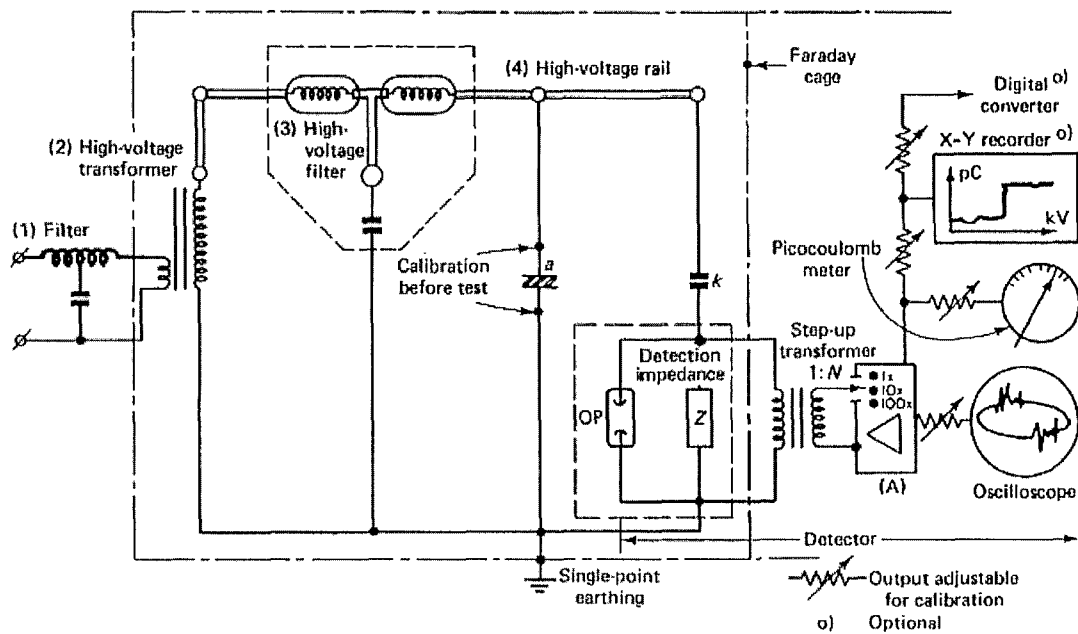 (4) High-voltage rail
Faraday
cage
Digital o)
converter
X-Y recorder o)
pC
kV
(3) High-
voltage
filter
(2) High-voltage
transformer
(1) Filter
Picocoulomb
meter
Calibration
before test
a
k
Step-up
transformer
1:N
Detection
impedance
OP
Z
1x
10x
100x
(A)
Oscilloscope
Detector
Single-point
earthing
Output adjustable
for calibration
o) Optional